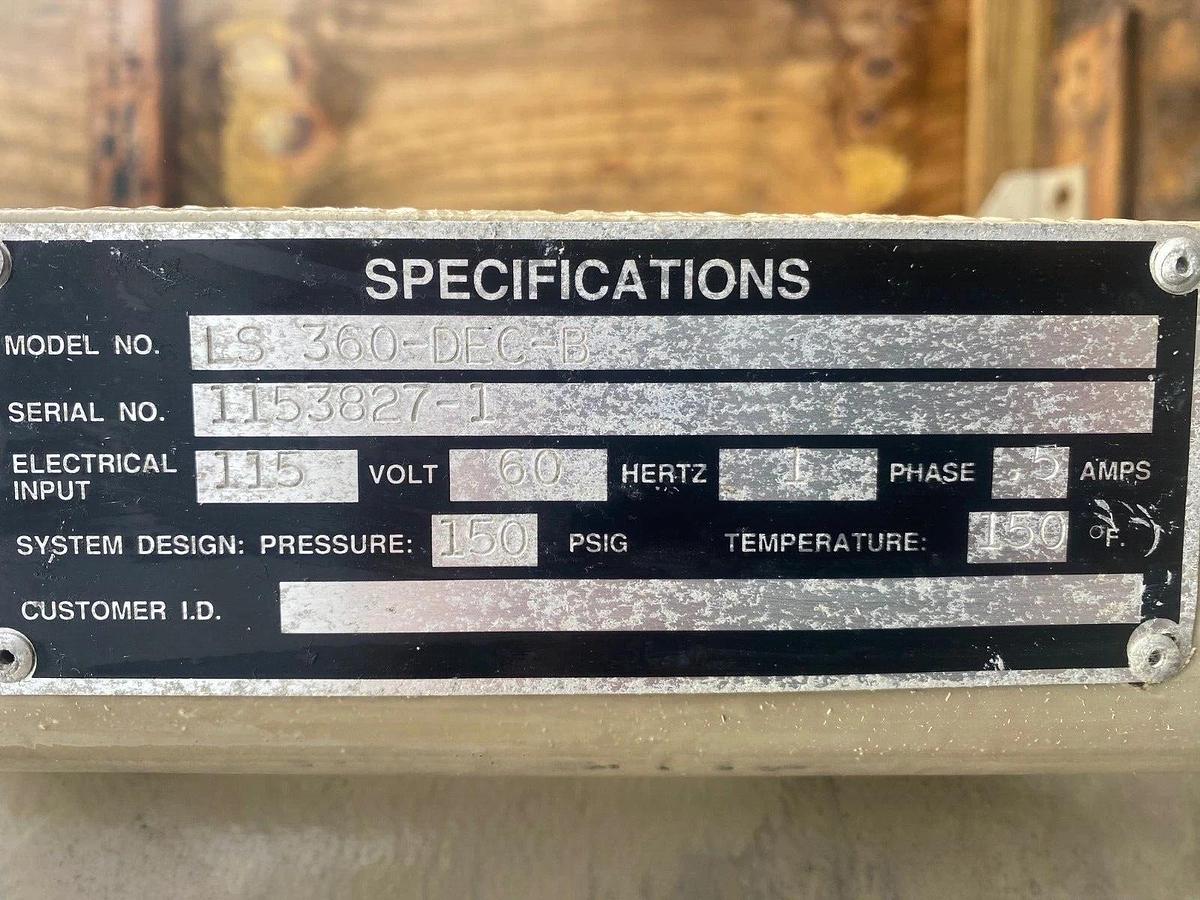 SPECIFICATIONS
MODEL NO. LS 360-DEC-B
SERIAL NO. 1153827-1
ELECTRICAL INPUT 115 VOLT 60 HERTZ 1 PHASE .5 AMPS
SYSTEM DESIGN: PRESSURE: 150 PSIG TEMPERATURE: 150 °F.
CUSTOMER I.D.